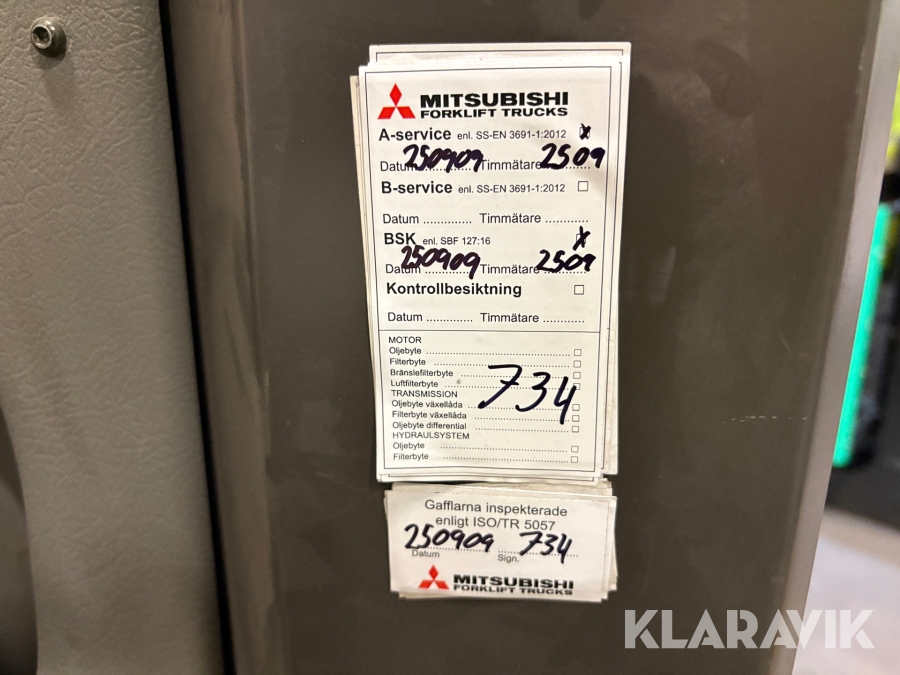 MITSUBISHI
FORKLIFT TRUCKS
A-service enl. SS-EN 3691-1:2012 x
Datum 250909 Timmätare 2509
B-service enl. SS-EN 3691-1:2012 □
Datum .............. Timmätare ............
BSK enl. SBF 127:16 x
Datum 250909 Timmätare 2509
Kontrollbesiktning □
Datum .............. Timmätare ............
MOTOR
Oljebyte □
Filterbyte □
Bränslefilterbyte □
Luftfilterbyte □
734
TRANSMISSION
Oljebyte växellåda □
Filterbyte växellåda □
Oljebyte differential □
HYDRAULSYSTEM
Oljebyte □
Filterbyte □
Gafflarna inspekterade
enligt ISO/TR 5057
250909 734
Datum Sign.
MITSUBISHI
FORKLIFT TRUCKS
KLARAVIK